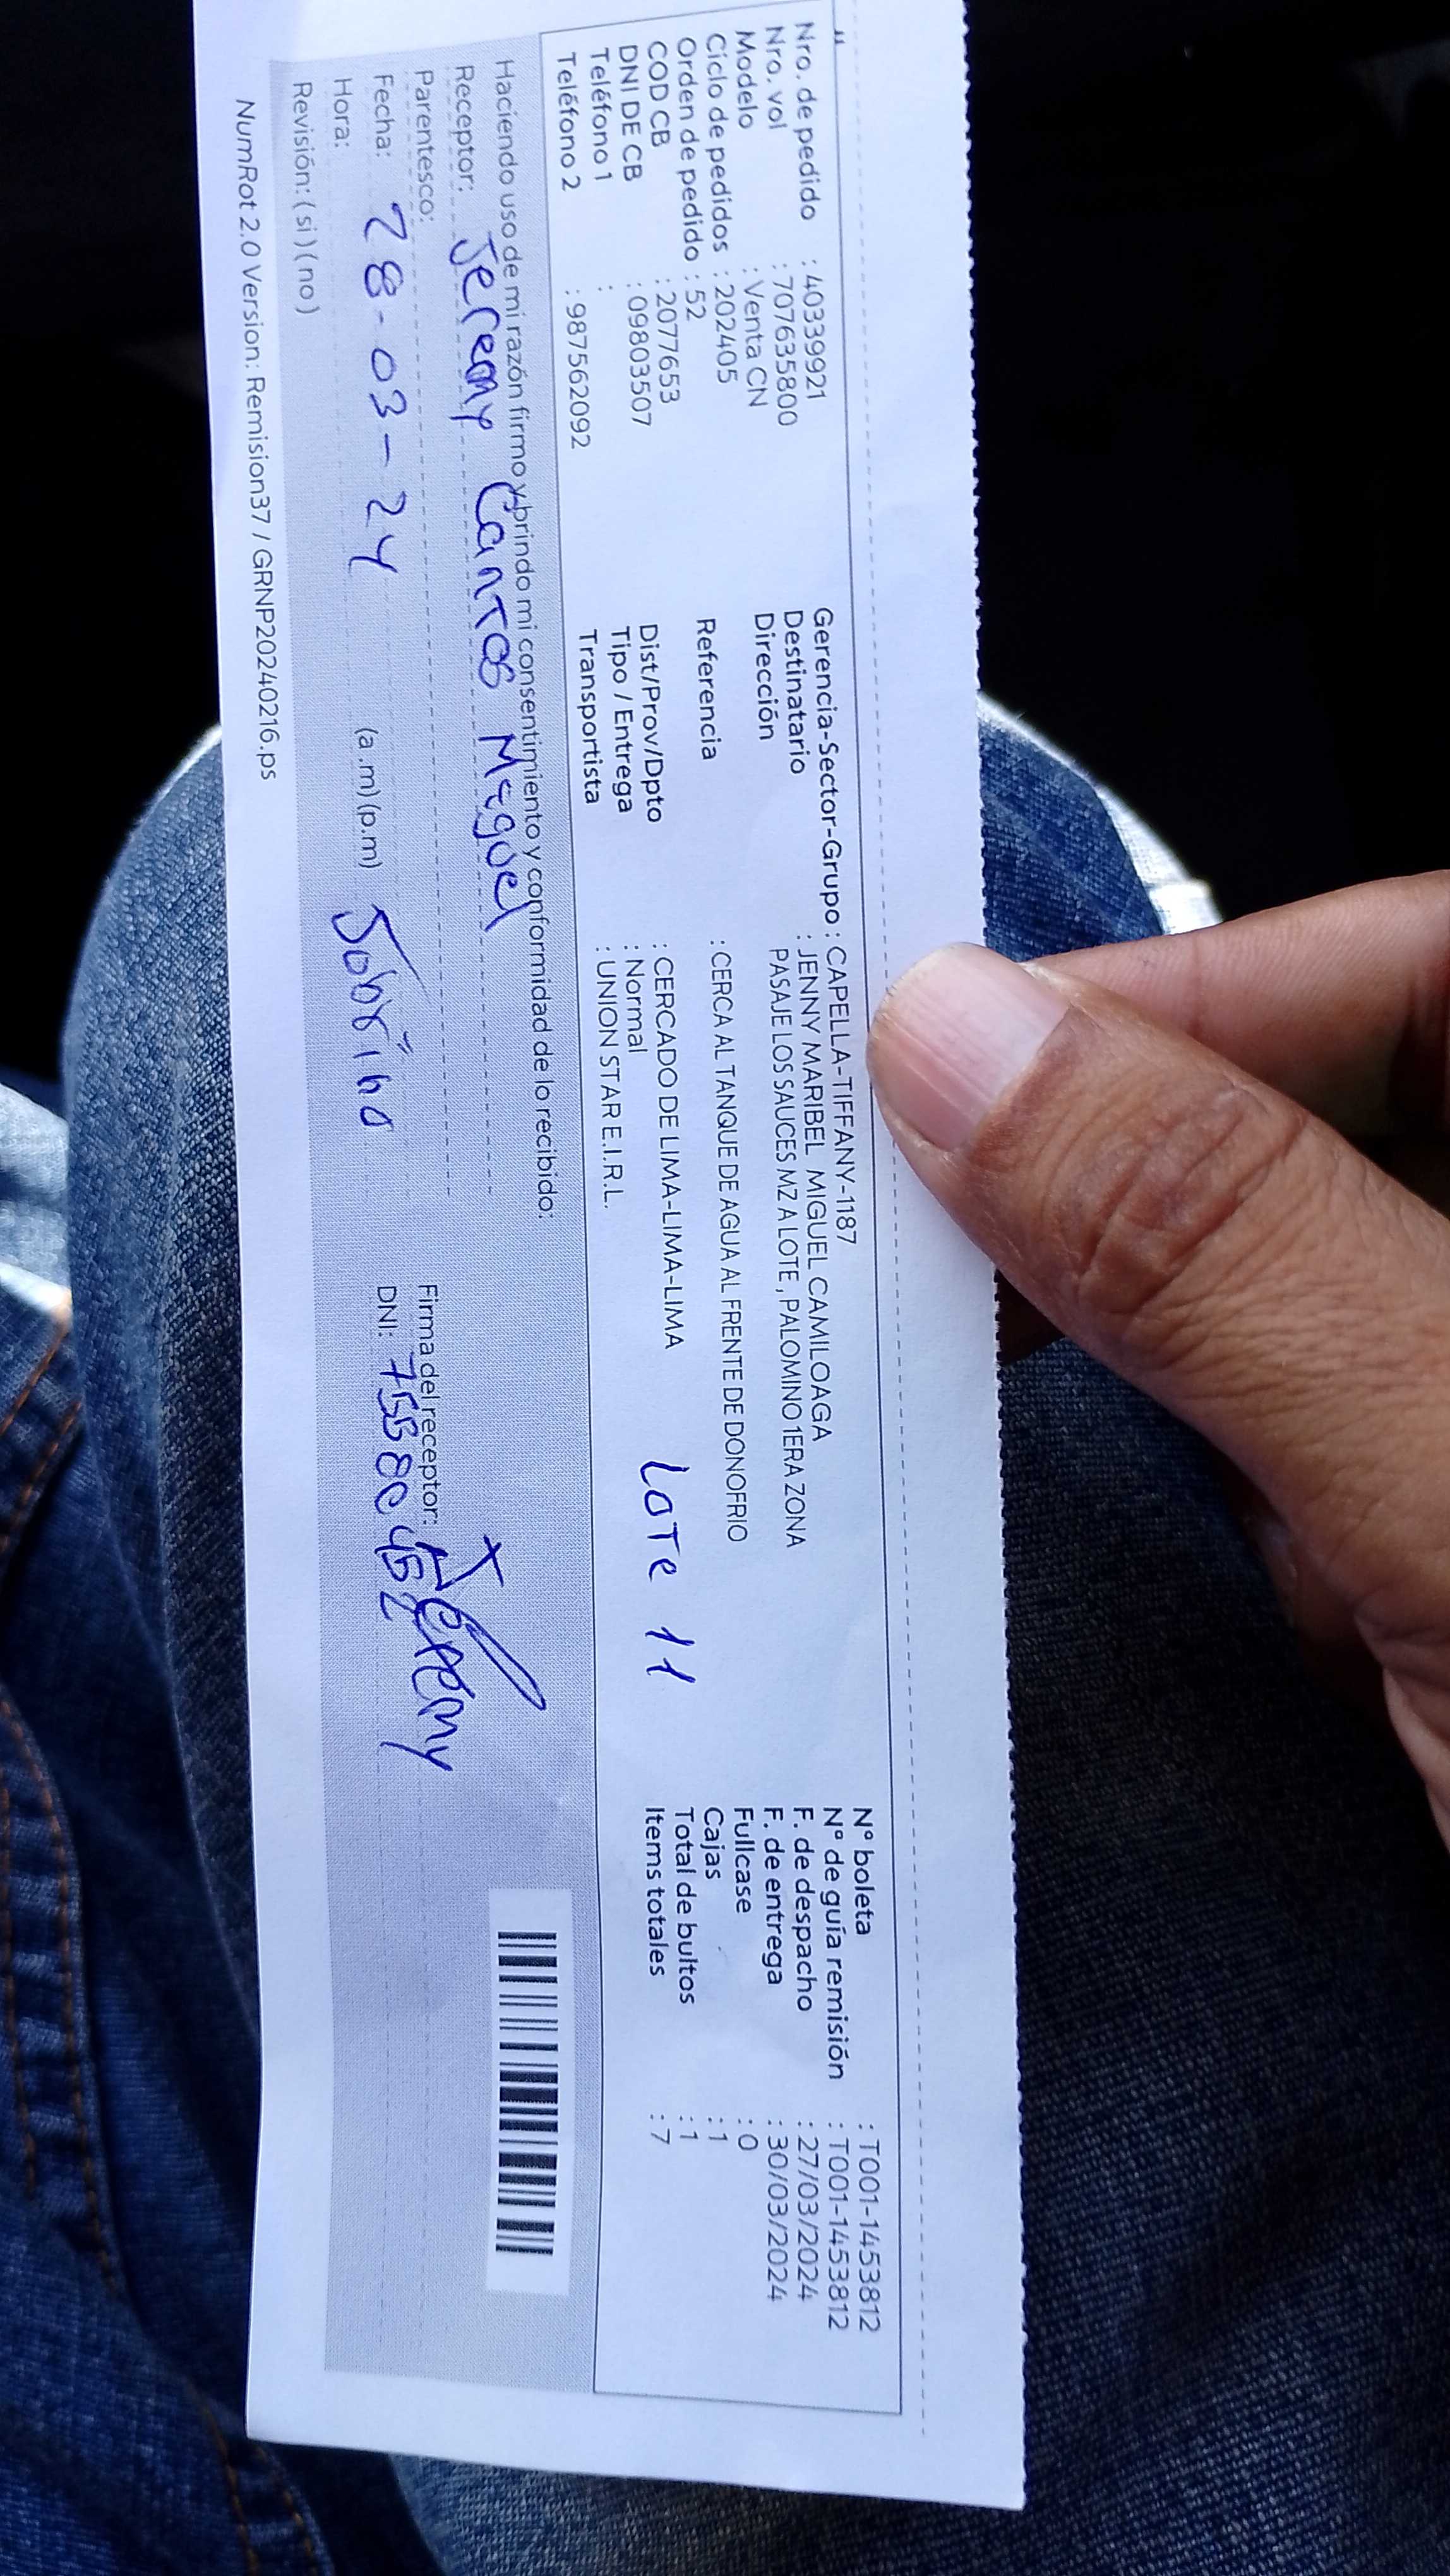 Nro. de pedido : 40339921
Nro. vol : 707635800
Modelo : Venta CN
Ciclo de pedidos : 202405
Orden de pedido : 52
COD CB : 2077653
DNI DE CB : 09803507
Teléfono 1 :
Teléfono 2 : 987562092
Gerencia-Sector-Grupo : CAPELLA-TIFFANY-1187
Destinatario : JENNY MARIBEL MIGUEL CAMILOAGA
Dirección PASAJE LOS SAUCES MZ A LOTE , PALOMINO 1ERA ZONA
Referencia : CERCA AL TANQUE DE AGUA AL FRENTE DE DONOFRIO
Dist/Prov/Dpto : CERCADO DE LIMA-LIMA-LIMA
Tipo / Entrega : Normal
Transportista : UNION STAR E.I.R.L.
LOTE 11
N° boleta : T001-1453812
N° de guía remisión : T001-1453812
F. de despacho : 27/03/2024
F. de entrega : 30/03/2024
Fullcase : 0
Cajas : 1
Total de bultos : 1
Items totales : 7
Haciendo uso de mi razón firmo y brindo mi consentimiento y conformidad de lo recibido:
Receptor: Jeremy Cantos Miguel
Parentesco:
Fecha: 28-03-24
Hora: (a .m) (p.m) Sobrino
Revisión: ( si ) ( no )
Firma del receptor: Jeremy
DNI:
NumRot 2.0 Version: Remision37 / GRNP20240216.ps